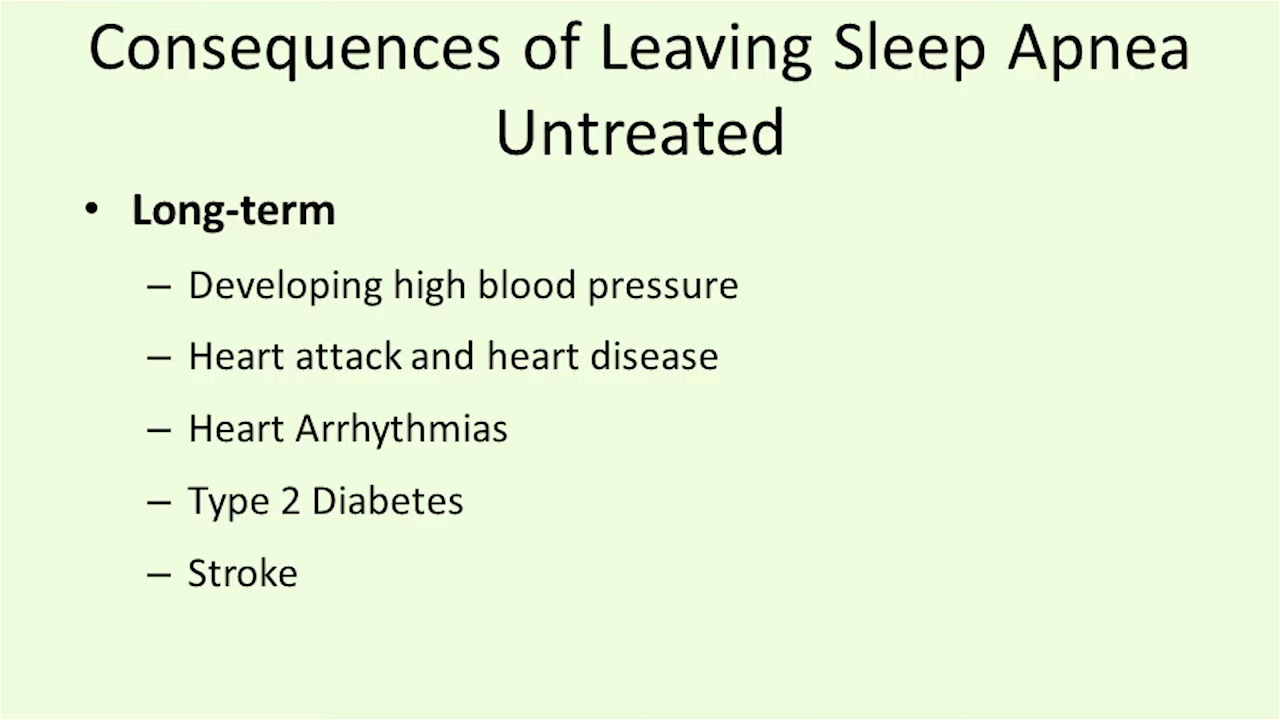 Consequences of Leaving Sleep Apnea
Untreated
• Long-term
– Developing high blood pressure
– Heart attack and heart disease
– Heart Arrhythmias
– Type 2 Diabetes
– Stroke